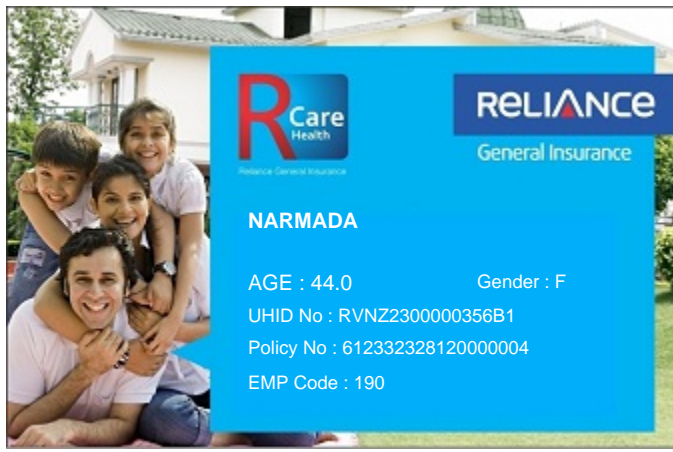 R Care
Health
Reliance General Insurance
RELIANCE
General Insurance
NARMADA
AGE : 44.0 Gender : F
UHID No : RVNZ2300000356B1
Policy No : 612332328120000004
EMP Code : 190